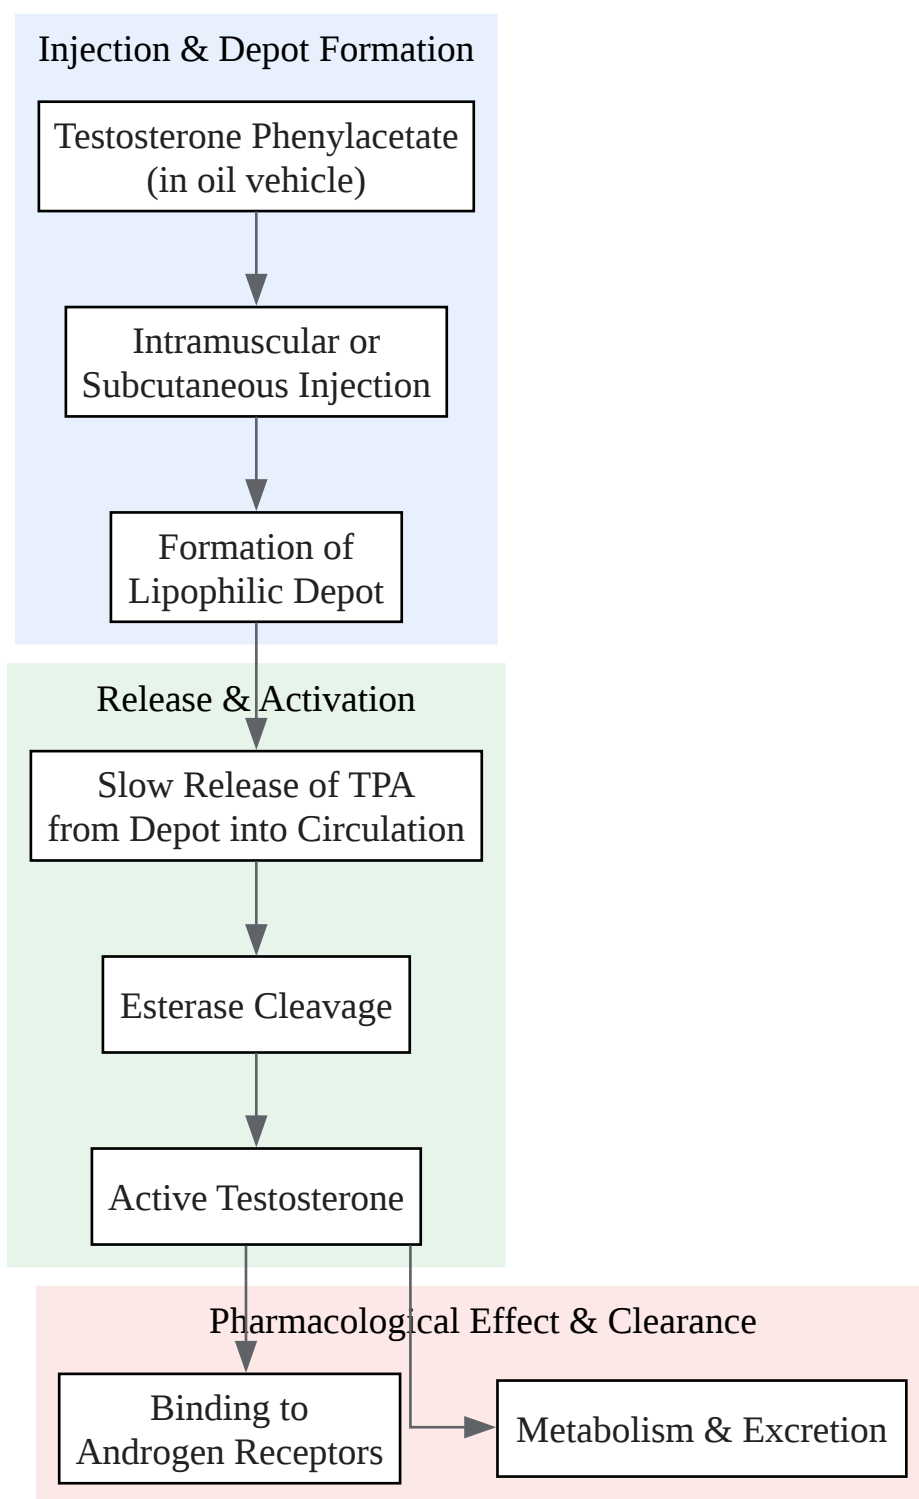 Injection & Depot Formation
Testosterone Phenylacetate
(in oil vehicle)
Intramuscular or
Subcutaneous Injection
Formation of
Lipophilic Depot
Release & Activation
Slow Release of TPA
from Depot into Circulation
Esterase Cleavage
Active Testosterone
Pharmacological Effect & Clearance
Binding to
Androgen Receptors
Metabolism & Excretion